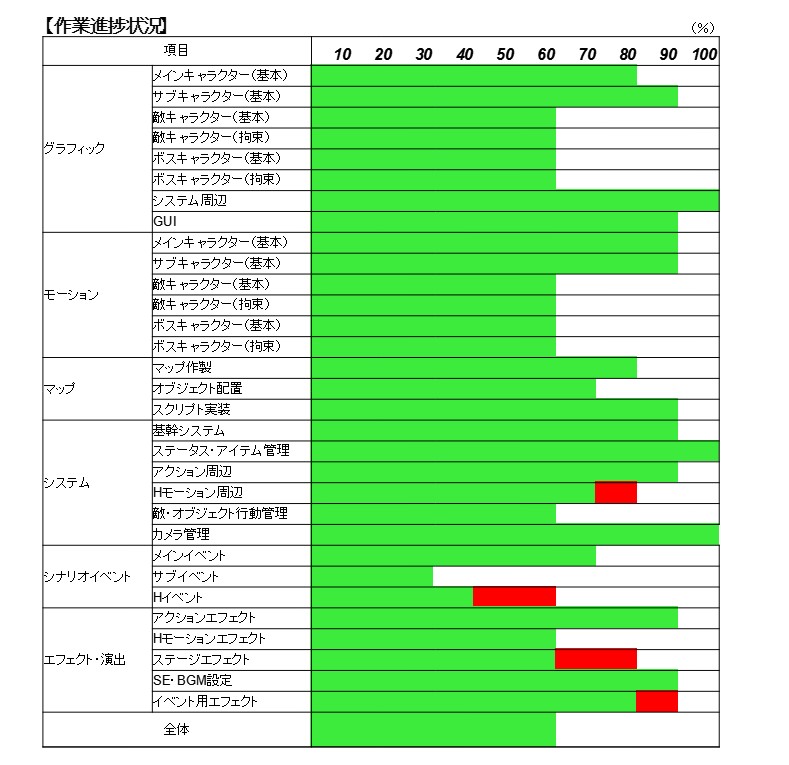 【作業進捗状況】
(%)
項目 10 20 30 40 50 60 70 80 90 100
グラフィック
メインキャラクター(基本)
サブキャラクター(基本)
敵キャラクター(基本)
敵キャラクター(拘束)
ボスキャラクター(基本)
ボスキャラクター(拘束)
システム周辺
GUI
モーション
メインキャラクター(基本)
サブキャラクター(基本)
敵キャラクター(基本)
敵キャラクター(拘束)
ボスキャラクター(基本)
ボスキャラクター(拘束)
マップ
マップ作製
オブジェクト配置
スクリプト実装
システム
基幹システム
ステータス・アイテム管理
アクション周辺
Hモーション周辺
敵・オブジェクト行動管理
カメラ管理
シナリオイベント
メインイベント
サブイベント
Hイベント
エフェクト・演出
アクションエフェクト
Hモーションエフェクト
ステージエフェクト
SE・BGM設定
イベント用エフェクト
全体